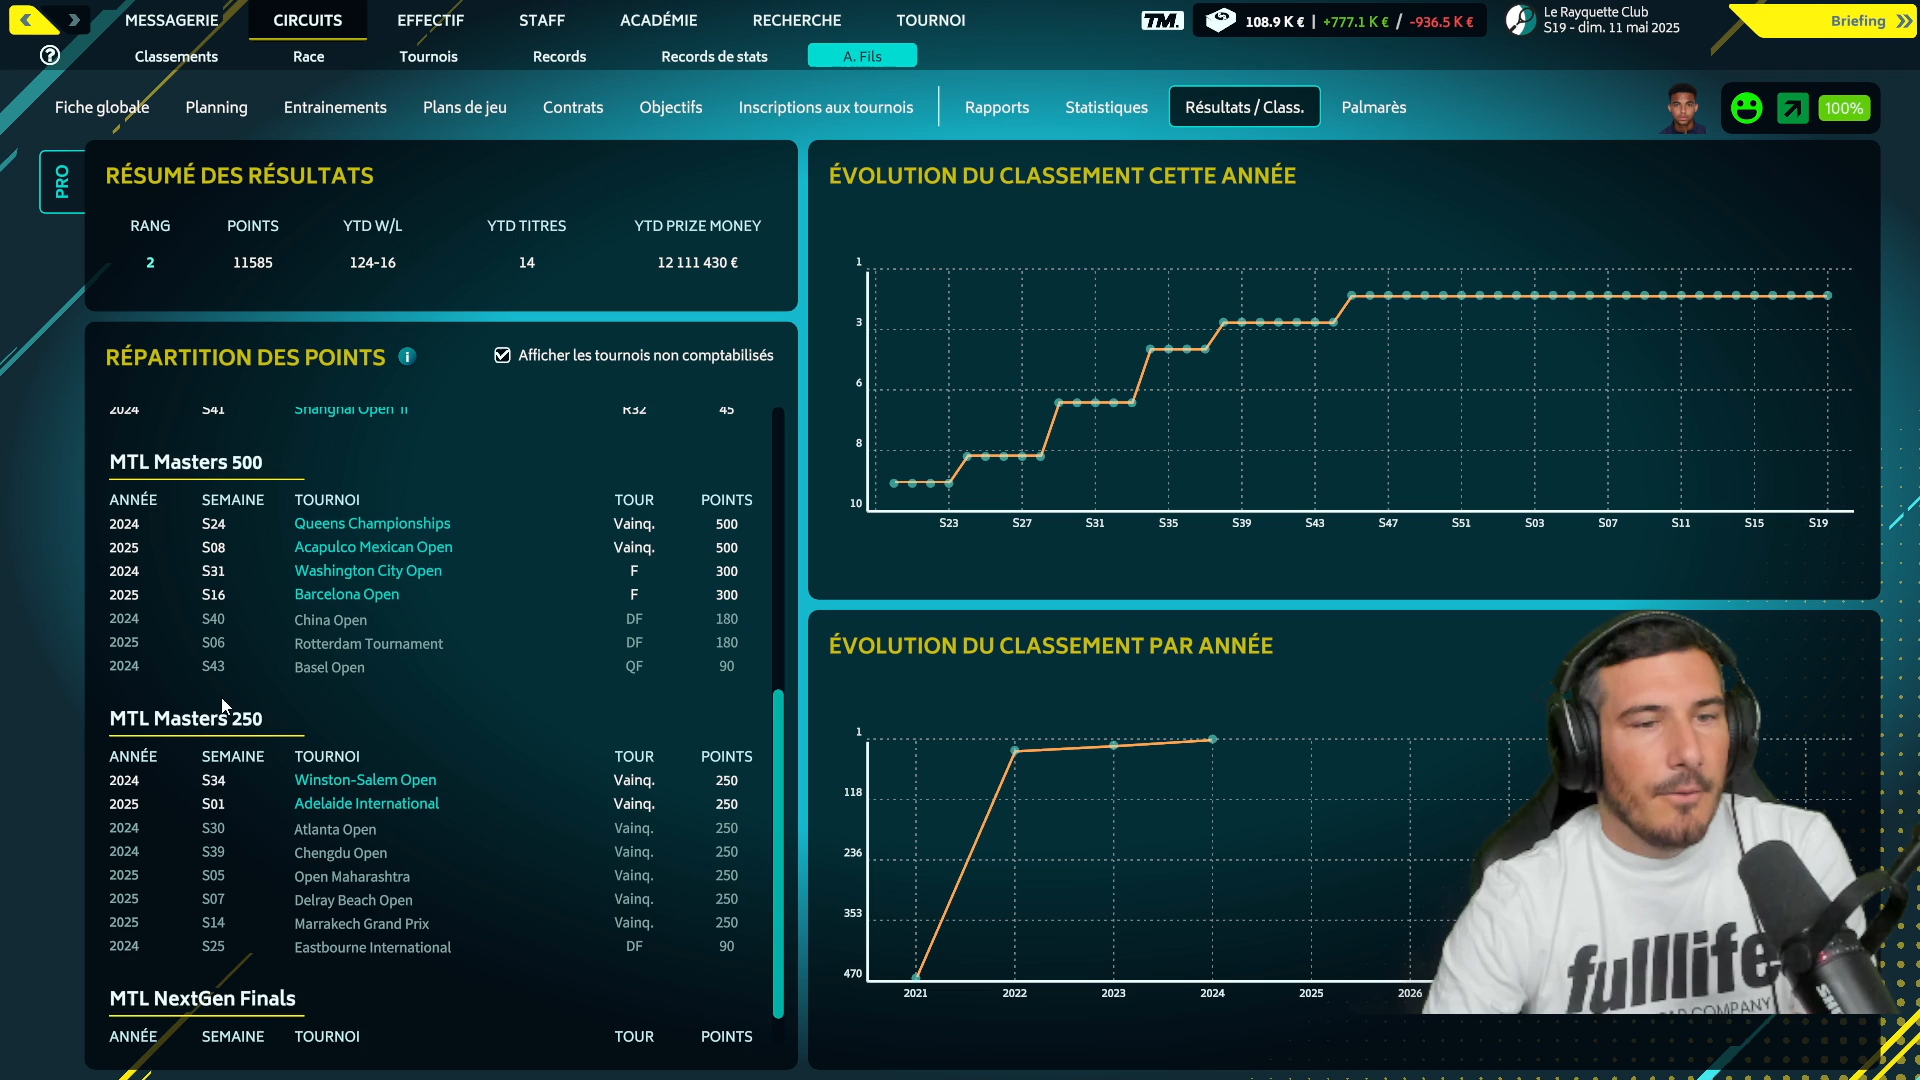 MESSAGERIE CIRCUITS EFFECTIF STAFF ACADÉMIE RECHERCHE TOURNOI TM. 108.9 K € | +777.1 K € / -936.5 K € Le Rayquette Club Briefing
S19 - dim. 11 mai 2025
? Classements Race Tournois Records Records de stats A. Fils
Fiche globale Planning Entrainements Plans de jeu Contrats Objectifs Inscriptions aux tournois Rapports Statistiques Résultats / Class. Palmarès 100%
PRO
RÉSUMÉ DES RÉSULTATS
RANG POINTS YTD W/L YTD TITRES YTD PRIZE MONEY
2 11585 124-16 14 12 111 430 €
RÉPARTITION DES POINTS i Afficher les tournois non comptabilisés
2024 S41 Shanghai Open II R32 45
MTL Masters 500
ANNÉE SEMAINE TOURNOI TOUR POINTS
2024 S24 Queens Championships Vainq. 500
2025 S08 Acapulco Mexican Open Vainq. 500
2024 S31 Washington City Open F 300
2025 S16 Barcelona Open F 300
2024 S40 China Open DF 180
2025 S06 Rotterdam Tournament DF 180
2024 S43 Basel Open QF 90
MTL Masters 250
ANNÉE SEMAINE TOURNOI TOUR POINTS
2024 S34 Winston-Salem Open Vainq. 250
2025 S01 Adelaide International Vainq. 250
2024 S30 Atlanta Open Vainq. 250
2024 S39 Chengdu Open Vainq. 250
2025 S05 Open Maharashtra Vainq. 250
2025 S07 Delray Beach Open Vainq. 250
2025 S14 Marrakech Grand Prix Vainq. 250
2024 S25 Eastbourne International DF 90
MTL NextGen Finals
ANNÉE SEMAINE TOURNOI TOUR POINTS
ÉVOLUTION DU CLASSEMENT CETTE ANNÉE
1
3
6
8
10
S23 S27 S31 S35 S39 S43 S47 S51 S03 S07 S11 S15 S19
ÉVOLUTION DU CLASSEMENT PAR ANNÉE
1
118
236
353
470
2021 2022 2023 2024 2025 2026
fulllife
COMPANY